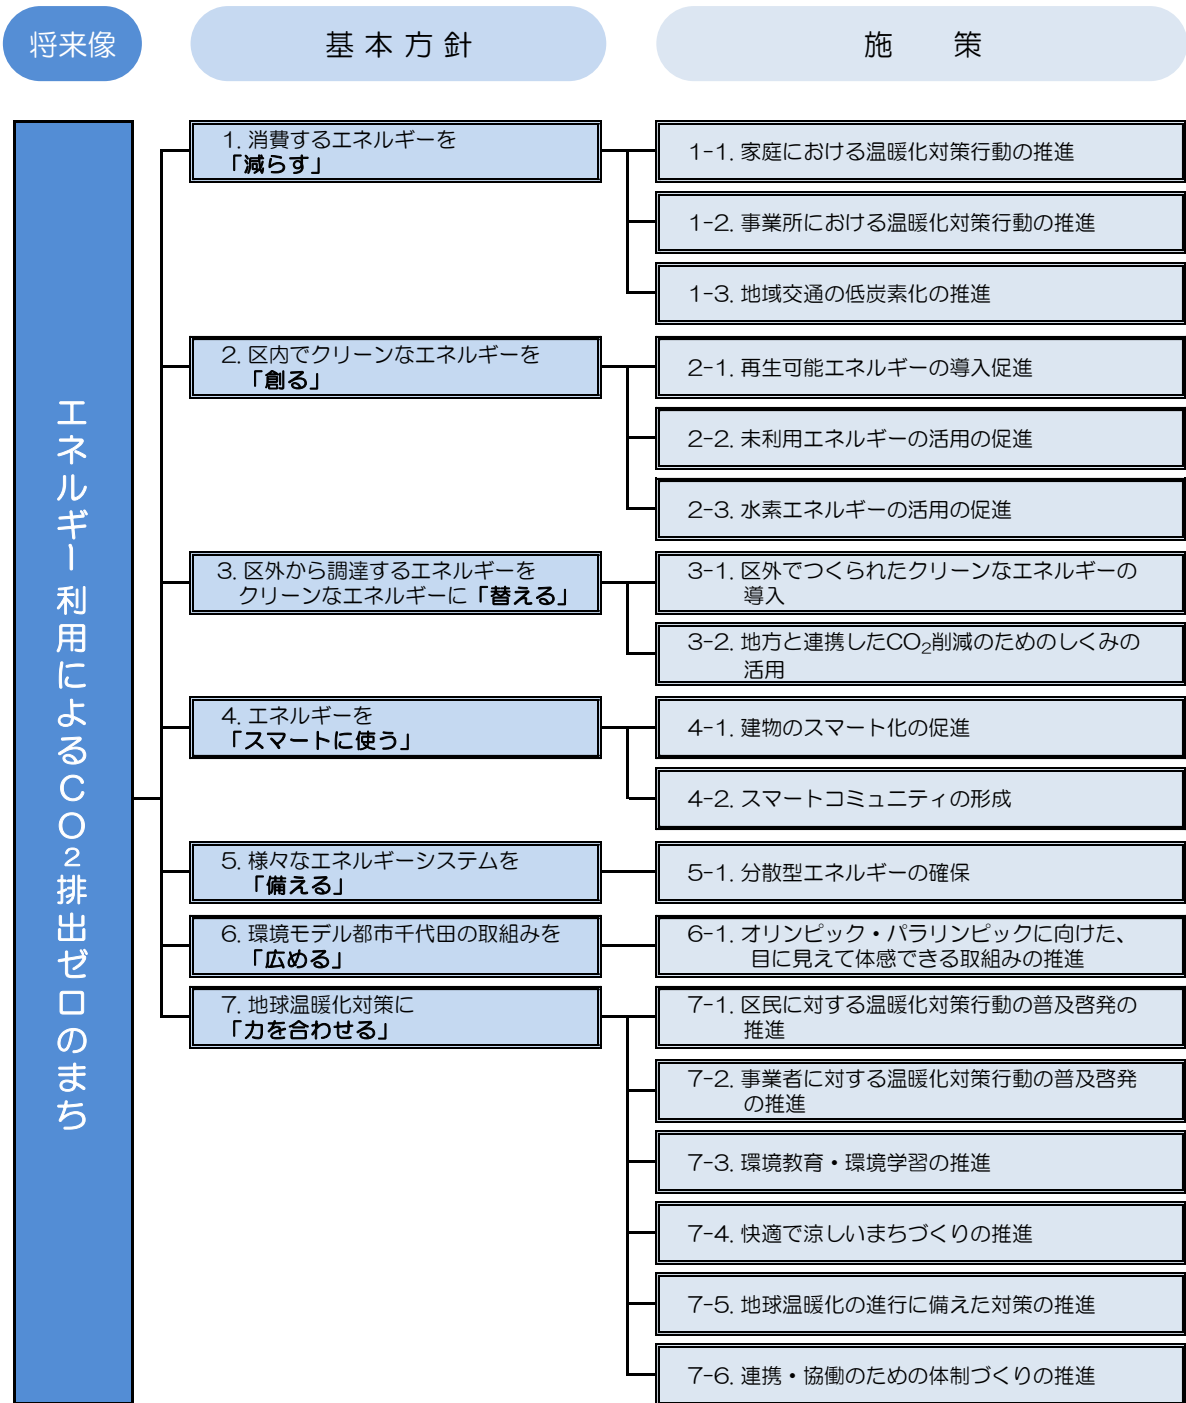 将来像
基本方針
施　策
エネルギー利用によるCO2排出ゼロのまち
1. 消費するエネルギーを
「減らす」
1-1. 家庭における温暖化対策行動の推進
1-2. 事業所における温暖化対策行動の推進
1-3. 地域交通の低炭素化の推進
2. 区内でクリーンなエネルギーを
「創る」
2-1. 再生可能エネルギーの導入促進
2-2. 未利用エネルギーの活用の促進
2-3. 水素エネルギーの活用の促進
3. 区外から調達するエネルギーを
クリーンなエネルギーに「替える」
3-1. 区外でつくられたクリーンなエネルギーの
導入
3-2. 地方と連携したCO₂削減のためのしくみの
活用
4. エネルギーを
「スマートに使う」
4-1. 建物のスマート化の促進
4-2. スマートコミュニティの形成
5. 様々なエネルギーシステムを
「備える」
5-1. 分散型エネルギーの確保
6. 環境モデル都市千代田の取組みを
「広める」
6-1. オリンピック・パラリンピックに向けた、
目に見えて体感できる取組みの推進
7. 地球温暖化対策に
「力を合わせる」
7-1. 区民に対する温暖化対策行動の普及啓発の
推進
7-2. 事業者に対する温暖化対策行動の普及啓発
の推進
7-3. 環境教育・環境学習の推進
7-4. 快適で涼しいまちづくりの推進
7-5. 地球温暖化の進行に備えた対策の推進
7-6. 連携・協働のための体制づくりの推進